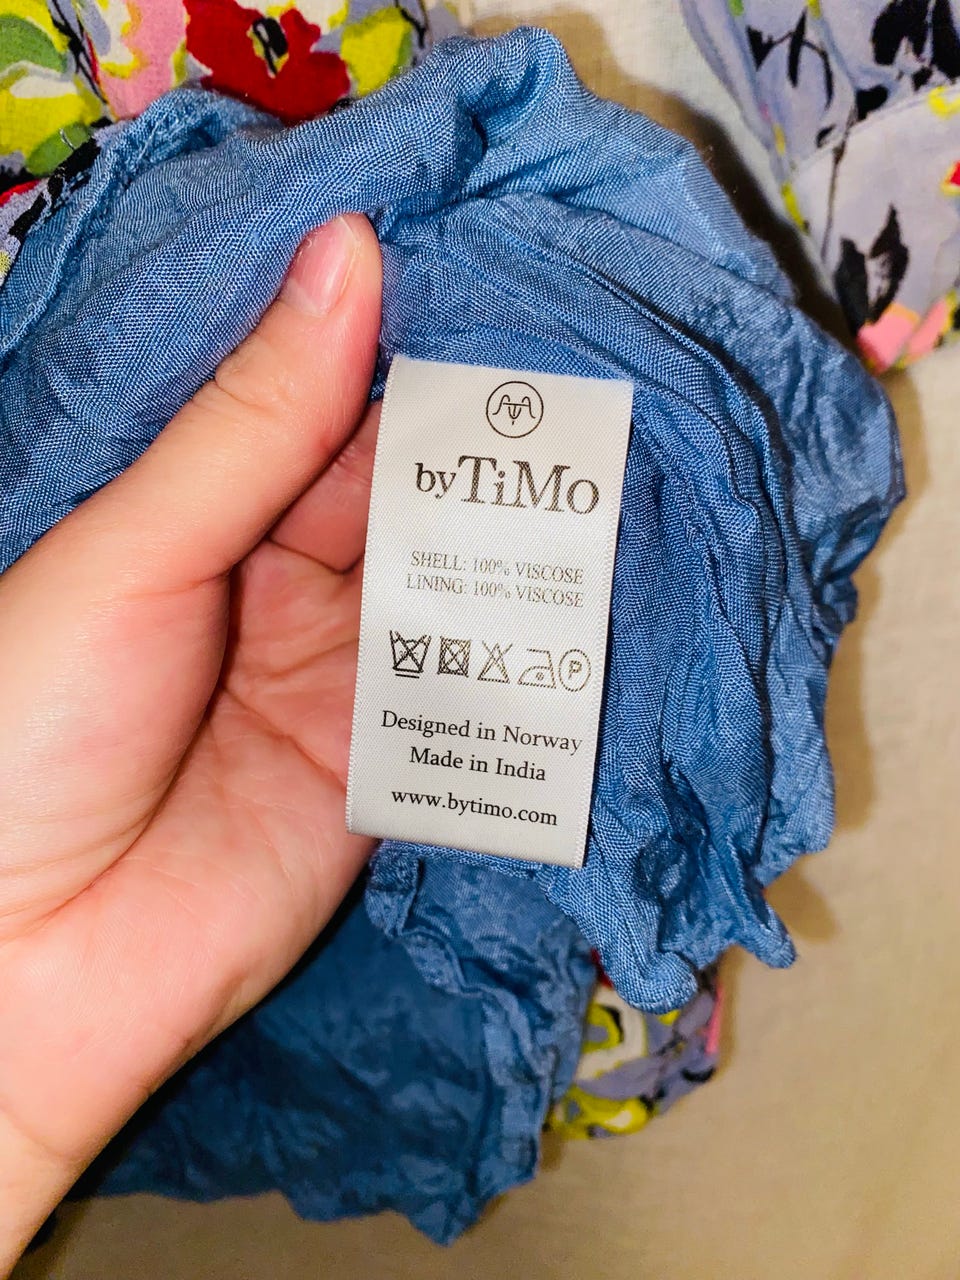 byTiMo
SHELL: 100% VISCOSE
LINING: 100% VISCOSE
P
Designed in Norway
Made in India
www.bytimo.com